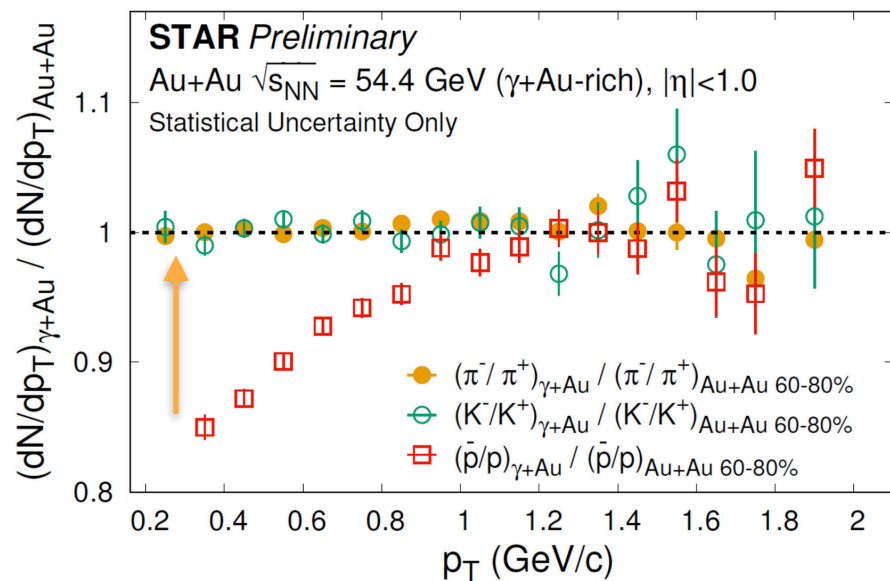 STAR Preliminary
Au+Au √sNN = 54.4 GeV (γ+Au-rich), |η|<1.0
Statistical Uncertainty Only
(dN/dpT)γ+Au / (dN/dpT)Au+Au
1.1
1
0.9
0.8
(π⁻/ π⁺)γ+Au / (π⁻/ π⁺)Au+Au 60-80%
(K⁻/K⁺)γ+Au / (K⁻/K⁺)Au+Au 60-80%
(p̄/p)γ+Au / (p̄/p)Au+Au 60-80%
0.2 0.4 0.6 0.8 1 1.2 1.4 1.6 1.8 2
pT (GeV/c)